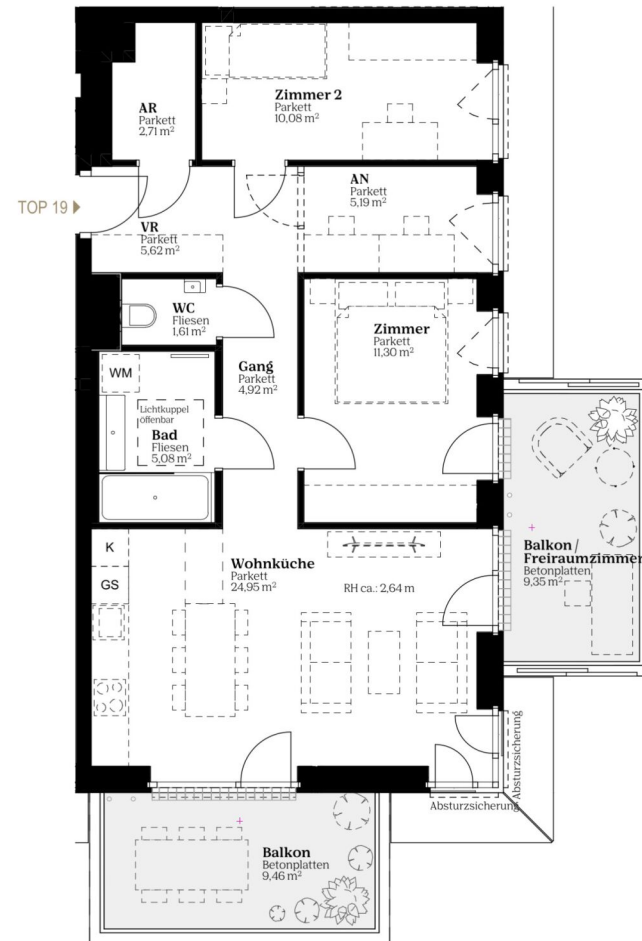 AR
Parkett
2,71 m²
Zimmer 2
Parkett
10,08 m²
AN
Parkett
5,19 m²
TOP 19
VR
Parkett
5,62 m²
WC
Fliesen
1,61 m²
Zimmer
Parkett
11,30 m²
Gang
Parkett
4,92 m²
WM
Lichtkuppel
öffenbar
Bad
Fliesen
5,08 m²
K
GS
Wohnküche
Parkett
24,95 m²
RH ca.: 2,64 m
Balkon/
Freiraumzimmer
Betonplatten
9,35 m²
Absturzsicherung
Absturzsicherung
Balkon
Betonplatten
9,46 m²